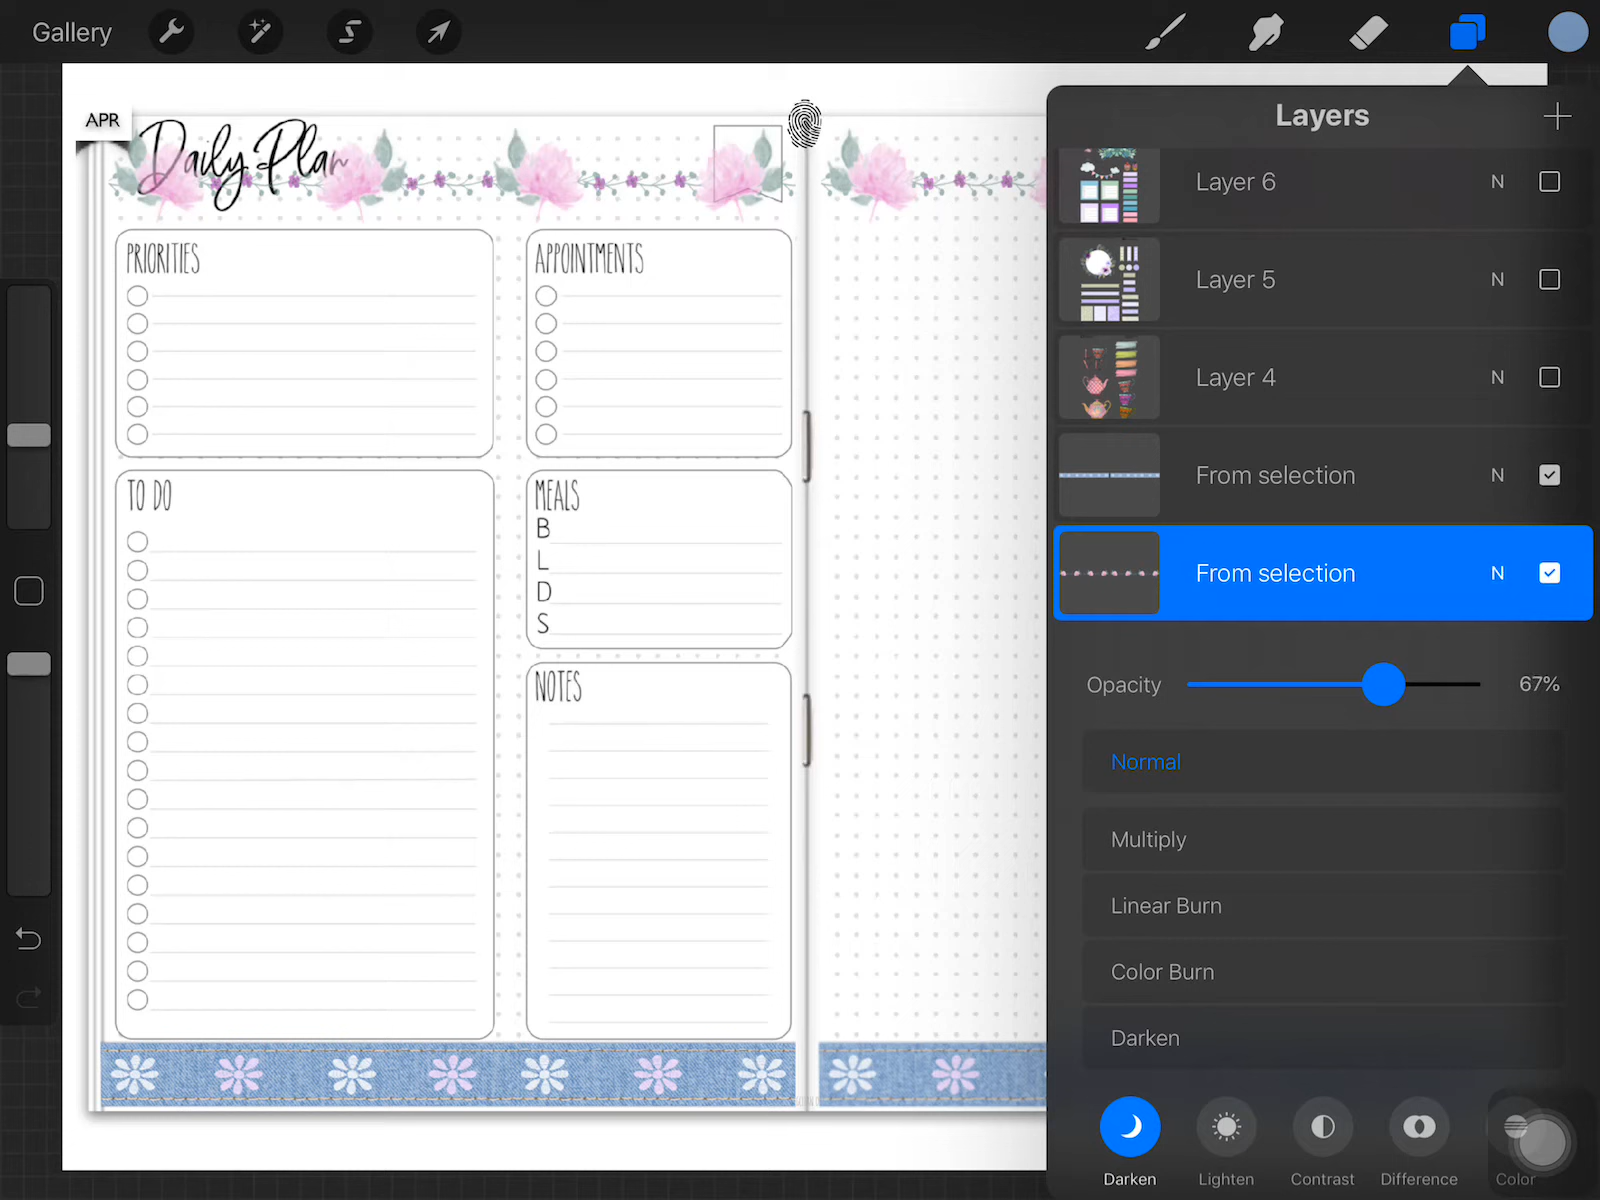 Gallery
Layers
APR
Daily Plan
PRIORITIES
APPOINTMENTS
TO DO
MEALS
B
L
D
S
NOTES
Layer 6 N
Layer 5 N
Layer 4 N
From selection N
From selection N
Opacity 67%
Normal
Multiply
Linear Burn
Color Burn
Darken
Darken Lighten Contrast Difference Color